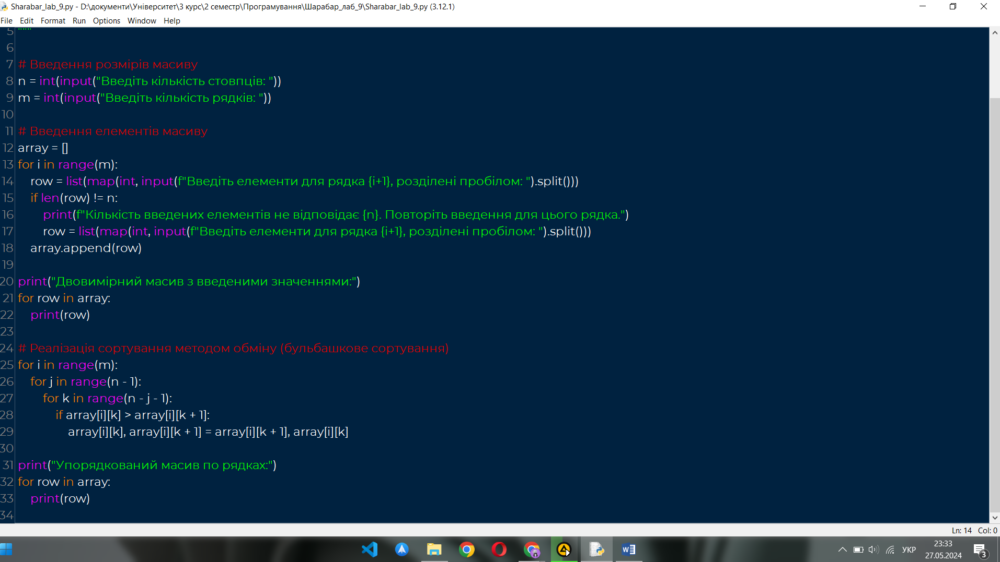 Sharabar_lab_9.py - D:\документи\Університет\3 курс\2 семестр\Програмування\Шарабар_лаб_9\Sharabar_lab_9.py (3.12.1)
File Edit Format Run Options Window Help
5 """
6
7 # Введення розмірів масиву
8 n = int(input("Введіть кількість стовпців: "))
9 m = int(input("Введіть кількість рядків: "))
10
11 # Введення елементів масиву
12 array = []
13 for i in range(m):
14     row = list(map(int, input(f"Введіть елементи для рядка {i+1}, розділені пробілом: ").split()))
15     if len(row) != n:
16         print(f"Кількість введених елементів не відповідає {n}. Повторіть введення для цього рядка.")
17         row = list(map(int, input(f"Введіть елементи для рядка {i+1}, розділені пробілом: ").split()))
18     array.append(row)
19
20 print("Двовимірний масив з введеними значеннями:")
21 for row in array:
22     print(row)
23
24 # Реалізація сортування методом обміну (бульбашкове сортування)
25 for i in range(m):
26     for j in range(n - 1):
27         for k in range(n - j - 1):
28             if array[i][k] > array[i][k + 1]:
29                 array[i][k], array[i][k + 1] = array[i][k + 1], array[i][k]
30
31 print("Упорядкований масив по рядках:")
32 for row in array:
33     print(row)
34
Ln: 14 Col: 0
УКР
23:33
27.05.2024
3